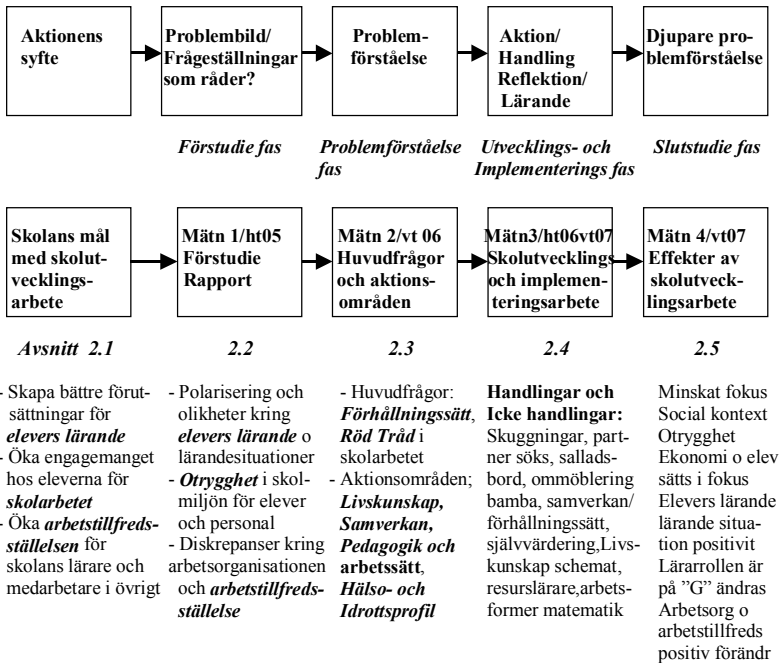 Aktionens
syfte
Problembild/
Frågeställningar
som råder?
Problem-
förståelse
Aktion/
Handling
Reflektion/
Lärande
Djupare pro-
blemförståelse
Förstudie fas
Problemförståelse
fas
Utvecklings- och
Implementerings fas
Slutstudie fas
Skolans mål
med skolut-
vecklings-
arbete
Mätn 1/ht05
Förstudie
Rapport
Mätn 2/vt 06
Huvudfrågor
och aktions-
områden
Mätn3/ht06vt07
Skolutvecklings
och implemen-
teringsarbete
Mätn 4/vt07
Effekter av
skolutveck-
lingsarbete
Avsnitt 2.1
2.2
2.3
2.4
2.5
- Skapa bättre förut-
sättningar för
elevers lärande
- Öka engagemanget
hos eleverna för
skolarbetet
- Öka arbetstillfreds-
ställelsen för
skolans lärare och
medarbetare i övrigt
- Polarisering och
olikheter kring
elevers lärande o
lärandesituationer
- Otrygghet i skol-
miljön för elever
och personal
- Diskrepanser kring
arbetsorganisationen
och arbetstillfreds-
ställelse
- Huvudfrågor:
Förhållningssätt,
Röd Tråd i
skolarbetet
- Aktionsområden;
Livskunskap,
Samverkan,
Pedagogik och
arbetssätt,
Hälso- och
Idrottsprofil
Handlingar och
Icke handlingar:
Skuggningar, part-
ner söks, sallads-
bord, ommöblering
bamba, samverkan/
förhållningssätt,
självvärdering,Livs-
kunskap schemat,
resurslärare,arbets-
former matematik
Minskat fokus
Social kontext
Otrygghet
Ekonomi o elev
sätts i fokus
Elevers lärande
lärande situa-
tion positivit
Lärarrollen är
på ”G” ändras
Arbetsorg o
arbetstillfreds
positiv förändr